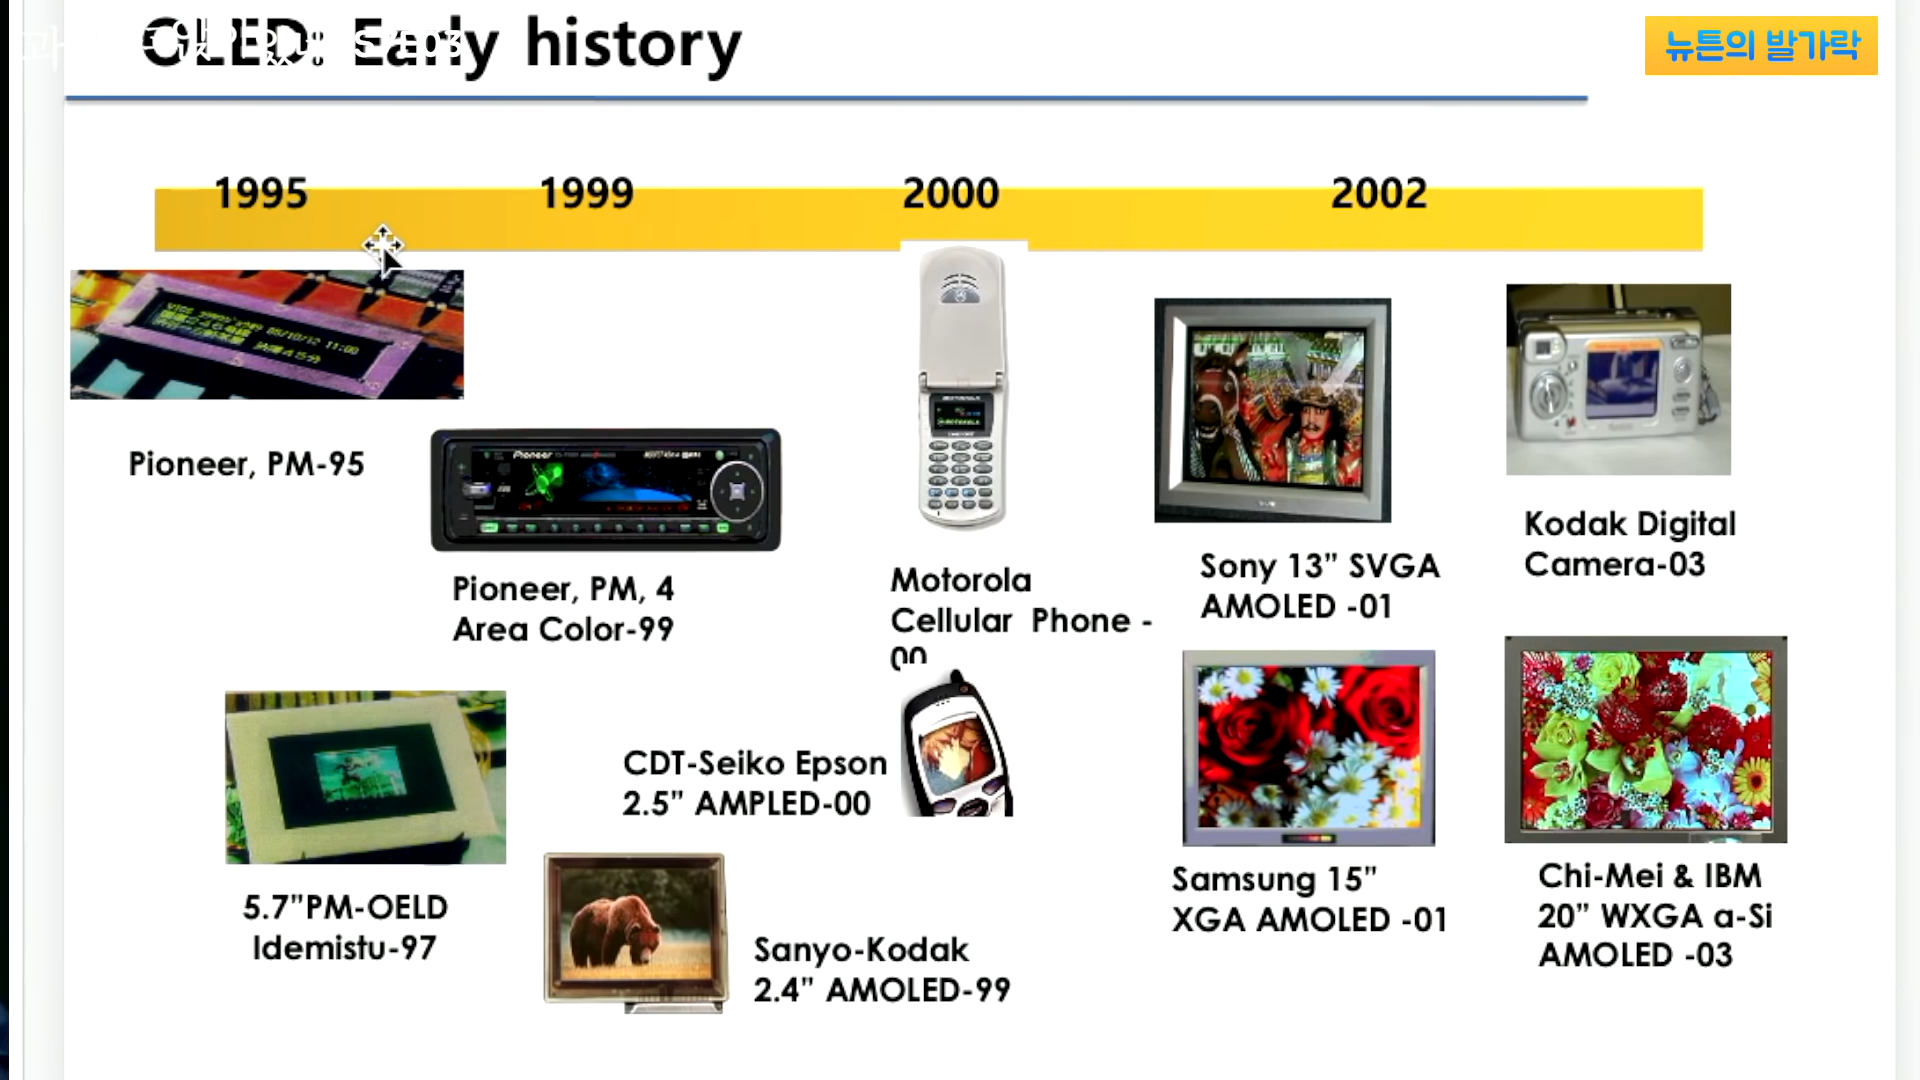 OLED: Early history
뉴튼의 발가락
1995
1999
2000
2002
Pioneer, PM-95
Pioneer, PM, 4
Area Color-99
Motorola
Cellular Phone -
00
Sony 13” SVGA
AMOLED -01
Kodak Digital
Camera-03
CDT-Seiko Epson
2.5” AMPLED-00
5.7”PM-OELD
Idemistu-97
Sanyo-Kodak
2.4” AMOLED-99
Samsung 15”
XGA AMOLED -01
Chi-Mei & IBM
20” WXGA a-Si
AMOLED -03